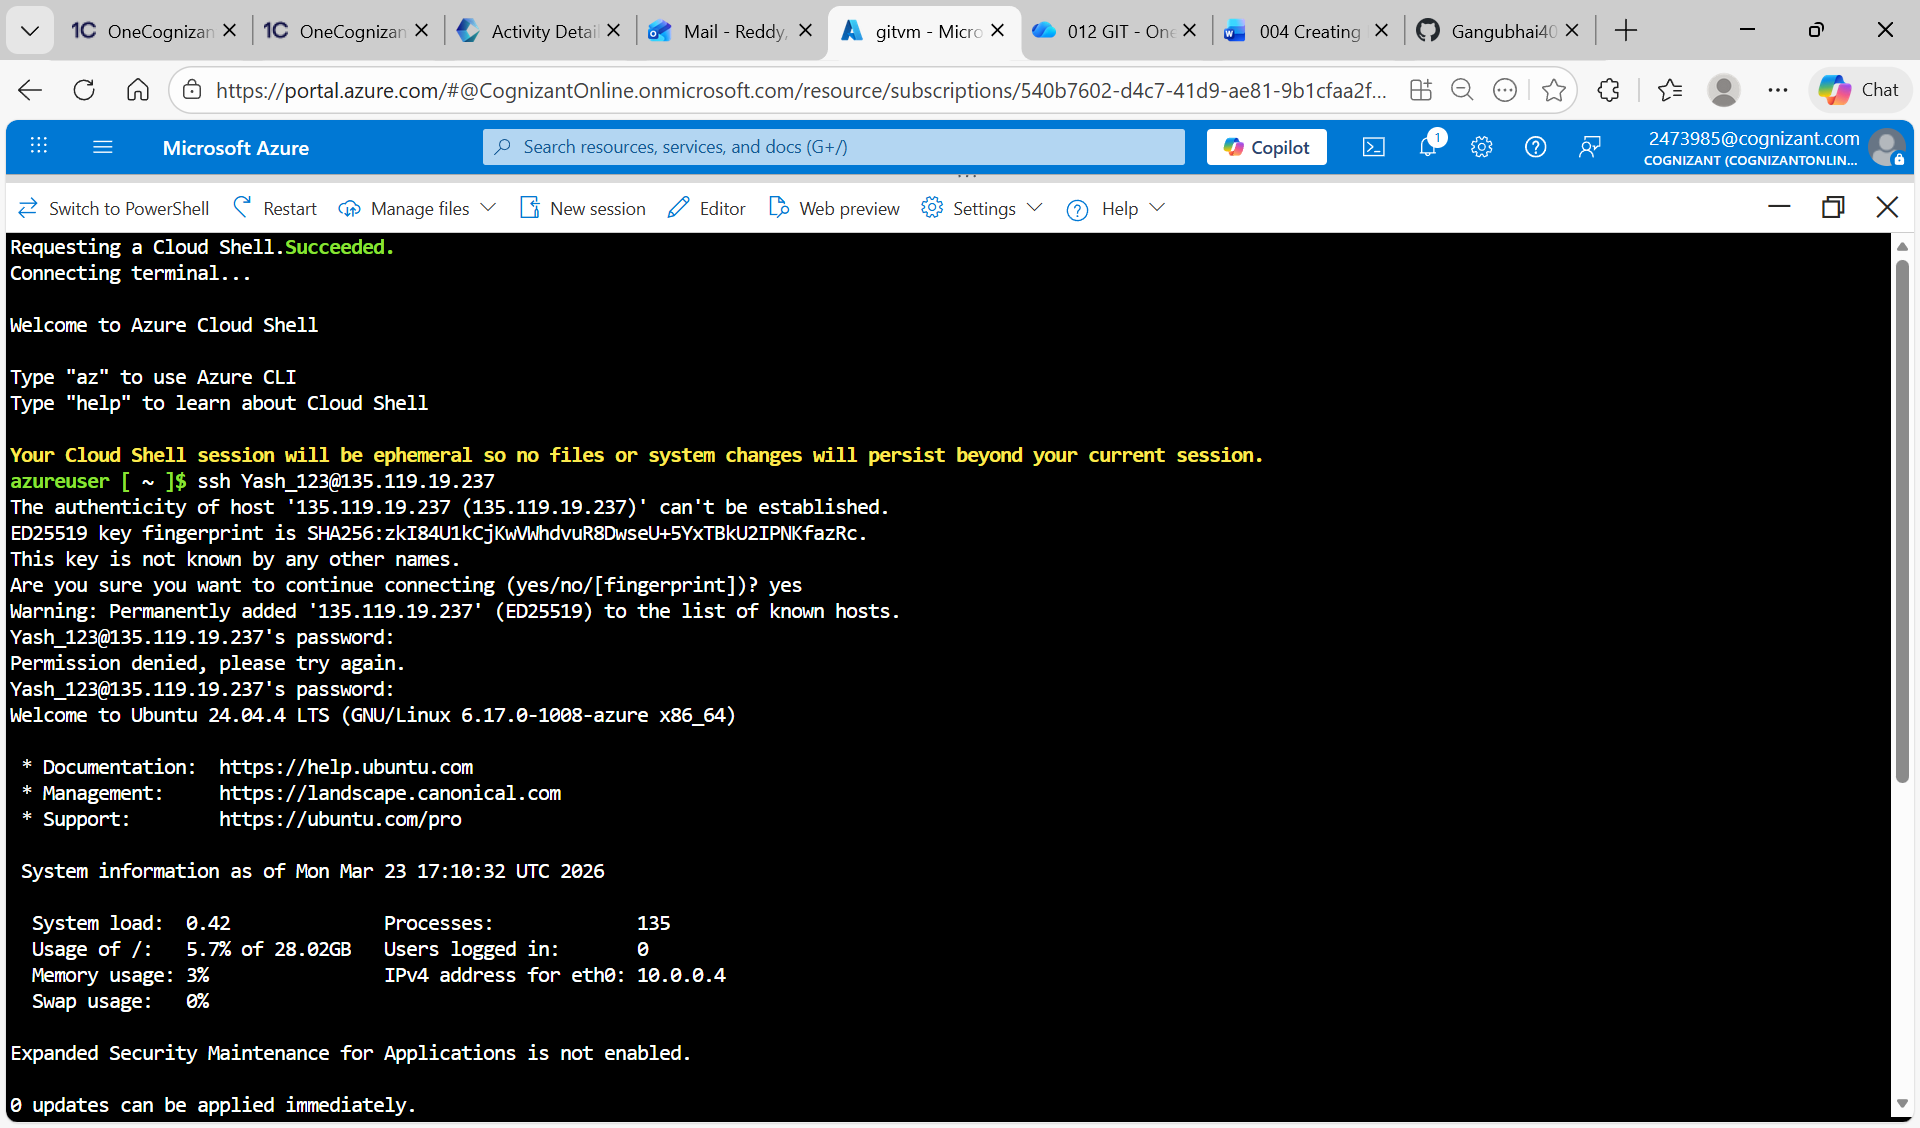 OneCognizan
OneCognizan
Activity Detail
Mail - Reddy,
gitvm - Micro
012 GIT - One
004 Creating
Gangubhai40
https://portal.azure.com/#@CognizantOnline.onmicrosoft.com/resource/subscriptions/540b7602-d4c7-41d9-ae81-9b1cfaa2f...
Chat
Microsoft Azure
Search resources, services, and docs (G+/)
Copilot
1
2473985@cognizant.com
COGNIZANT (COGNIZANTONLIN...
Switch to PowerShell
Restart
Manage files
New session
Editor
Web preview
Settings
Help
Requesting a Cloud Shell.Succeeded.
Connecting terminal...
Welcome to Azure Cloud Shell
Type "az" to use Azure CLI
Type "help" to learn about Cloud Shell
Your Cloud Shell session will be ephemeral so no files or system changes will persist beyond your current session.
azureuser [ ~ ]$ ssh Yash_123@135.119.19.237
The authenticity of host '135.119.19.237 (135.119.19.237)' can't be established.
ED25519 key fingerprint is SHA256:zkI84U1kCjKwVWhdvuR8DwseU+5YxTBkU2IPNKfazRc.
This key is not known by any other names.
Are you sure you want to continue connecting (yes/no/[fingerprint])? yes
Warning: Permanently added '135.119.19.237' (ED25519) to the list of known hosts.
Yash_123@135.119.19.237's password:
Permission denied, please try again.
Yash_123@135.119.19.237's password:
Welcome to Ubuntu 24.04.4 LTS (GNU/Linux 6.17.0-1008-azure x86_64)
* Documentation:  https://help.ubuntu.com
* Management:     https://landscape.canonical.com
* Support:        https://ubuntu.com/pro
System information as of Mon Mar 23 17:10:32 UTC 2026
System load:  0.42              Processes:             135
Usage of /:   5.7% of 28.02GB   Users logged in:       0
Memory usage: 3%                IPv4 address for eth0: 10.0.0.4
Swap usage:   0%
Expanded Security Maintenance for Applications is not enabled.
0 updates can be applied immediately.